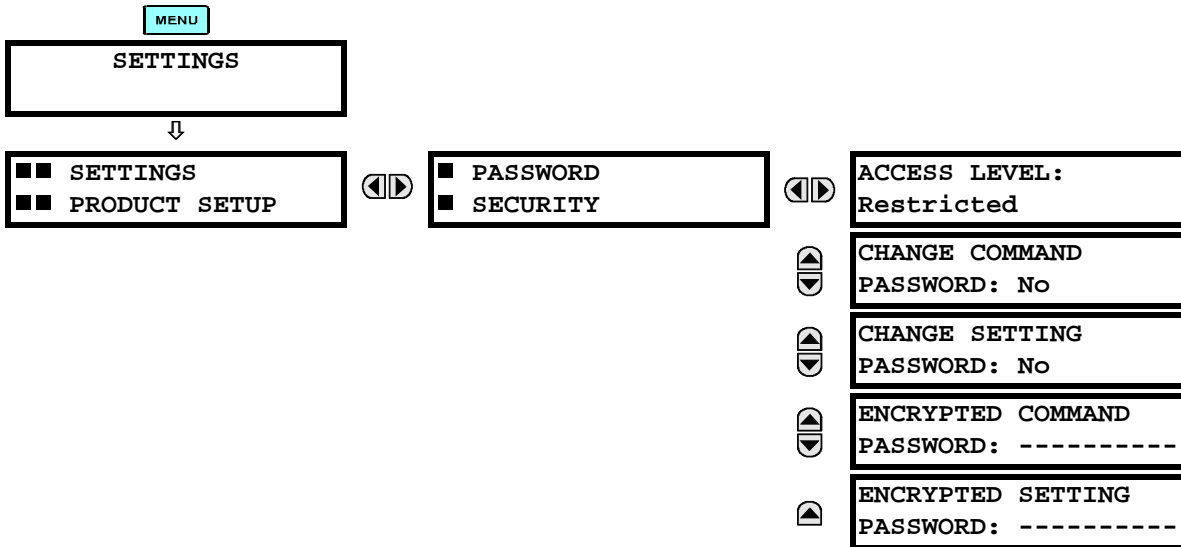 MENU
SETTINGS
■■ SETTINGS
■■ PRODUCT SETUP
■ PASSWORD
■ SECURITY
ACCESS LEVEL:
Restricted
CHANGE COMMAND
PASSWORD: No
CHANGE SETTING
PASSWORD: No
ENCRYPTED COMMAND
PASSWORD: ----------
ENCRYPTED SETTING
PASSWORD: ----------